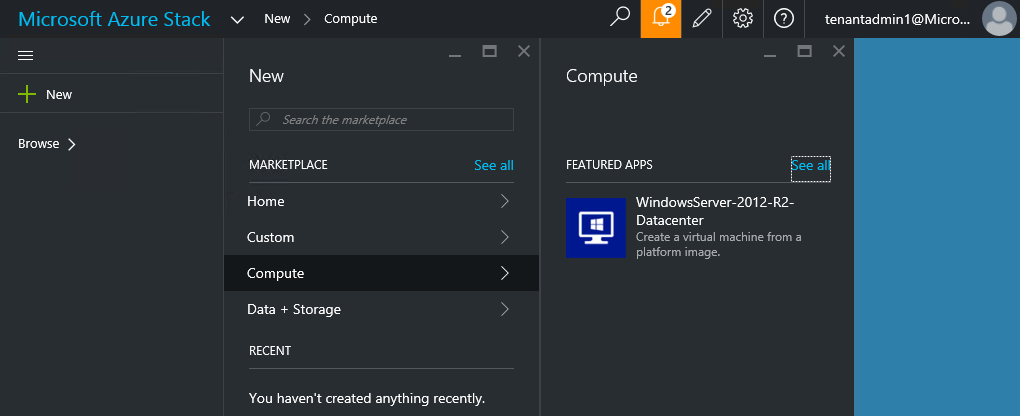 Microsoft Azure Stack
New > Compute
2
tenantadmin1@Micro...
New
Browse
New
Search the marketplace
MARKETPLACE See all
Home
Custom
Compute
Data + Storage
RECENT
You haven't created anything recently.
Compute
FEATURED APPS See all
WindowsServer-2012-R2-
Datacenter
Create a virtual machine from a
platform image.